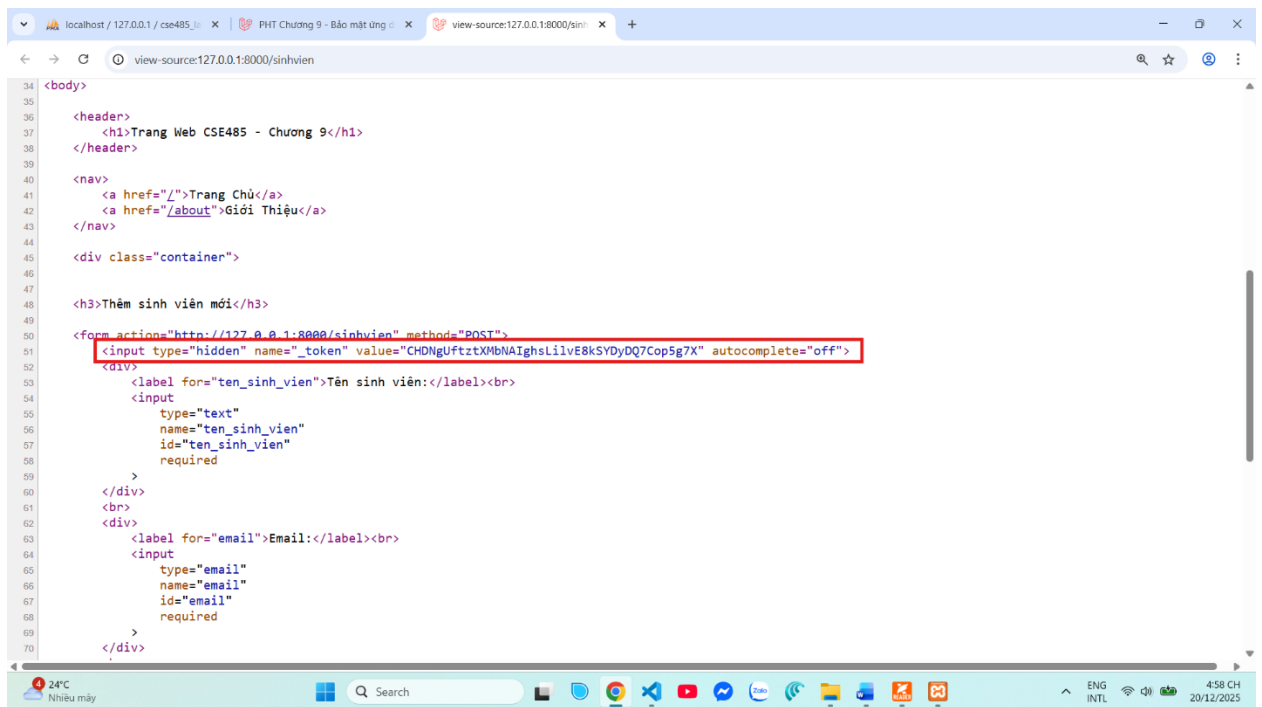 localhost / 127.0.0.1 / cse485_la
PHT Chương 9 - Bảo mật ứng d
view-source:127.0.0.1:8000/sinh
view-source:127.0.0.1:8000/sinhvien
34 <body>
35
36 <header>
37 <h1>Trang Web CSE485 - Chương 9</h1>
38 </header>
39
40 <nav>
41 <a href="/">Trang Chủ</a>
42 <a href="/about">Giới Thiệu</a>
43 </nav>
44
45 <div class="container">
46
47
48 <h3>Thêm sinh viên mới</h3>
49
50 <form action="http://127.0.0.1:8000/sinhvien" method="POST">
51 <input type="hidden" name="_token" value="CHDNgUftztXMbNAIghsLilvE8kSYDyDQ7Cop5g7X" autocomplete="off">
52 <div>
53 <label for="ten_sinh_vien">Tên sinh viên:</label><br>
54 <input
55 type="text"
56 name="ten_sinh_vien"
57 id="ten_sinh_vien"
58 required
59 >
60 </div>
61 <br>
62 <div>
63 <label for="email">Email:</label><br>
64 <input
65 type="email"
66 name="email"
67 id="email"
68 required
69 >
70 </div>
4
24°C
Nhiều mây
Search
Zalo
READER
ENG
INTL
4:58 CH
20/12/2025